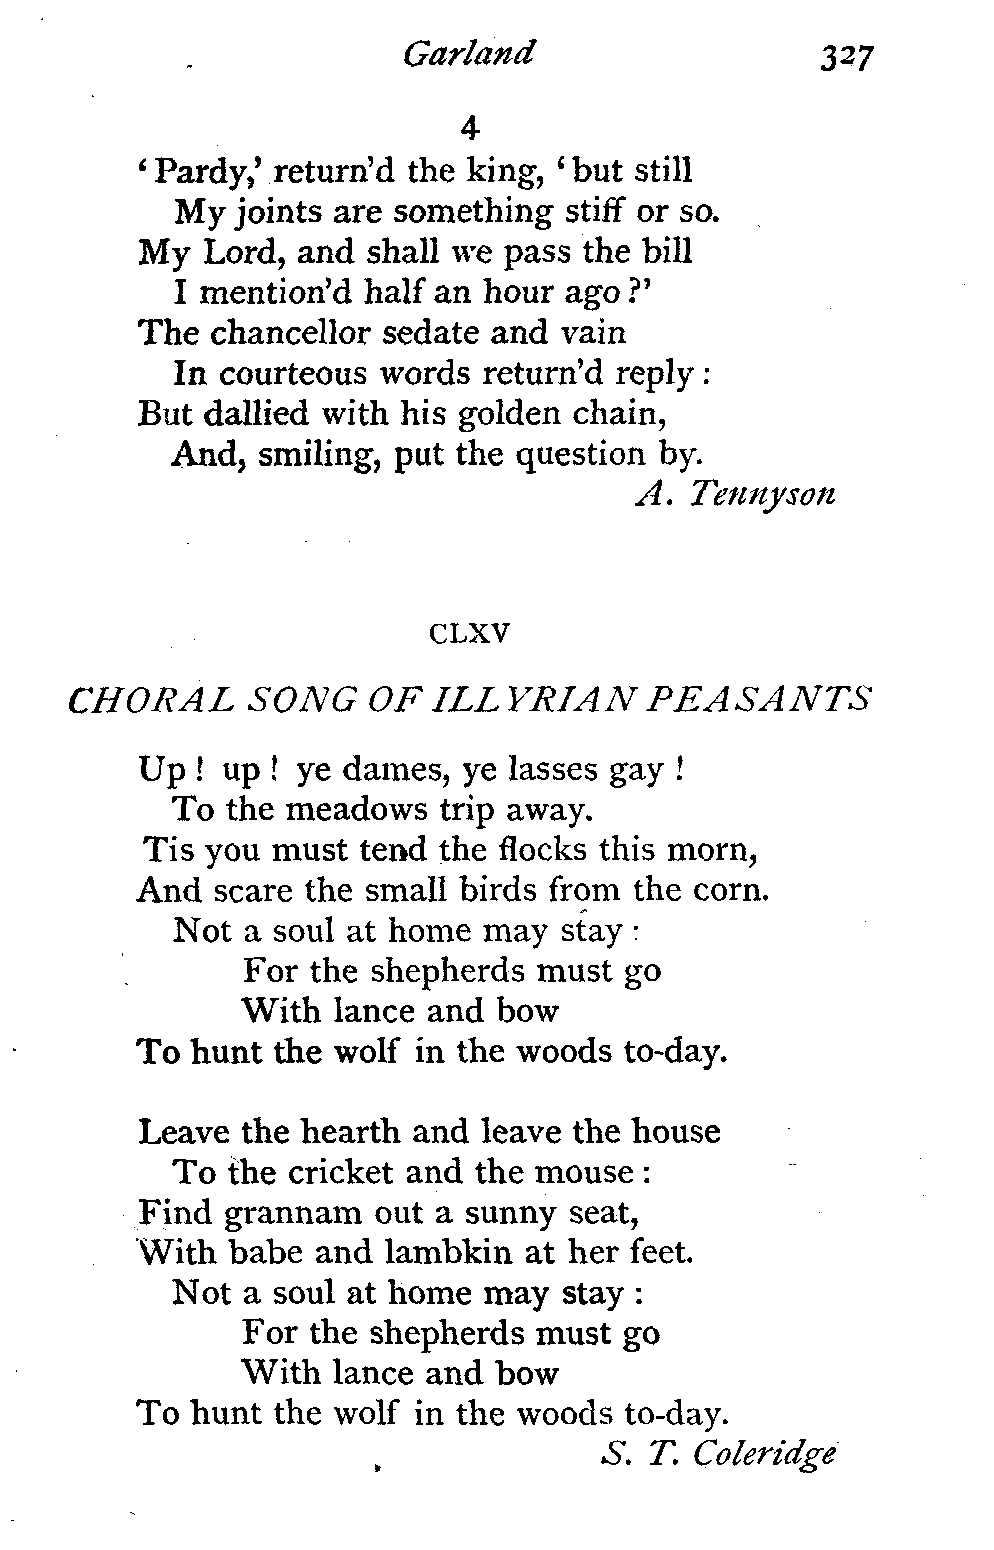 Garland 327
4
‘Pardy,’ return’d the king, ‘but still
My joints are something stiff or so.
My Lord, and shall we pass the bill
I mention’d half an hour ago?’
The chancellor sedate and vain
In courteous words return’d reply:
But dallied with his golden chain,
And, smiling, put the question by.
A. Tennyson
CLXV
CHORAL SONG OF ILLYRIAN PEASANTS
Up! up! ye dames, ye lasses gay!
To the meadows trip away.
Tis you must tend the flocks this morn,
And scare the small birds from the corn.
Not a soul at home may stay:
For the shepherds must go
With lance and bow
To hunt the wolf in the woods to-day.
Leave the hearth and leave the house
To the cricket and the mouse:
Find grannam out a sunny seat,
With babe and lambkin at her feet.
Not a soul at home may stay:
For the shepherds must go
With lance and bow
To hunt the wolf in the woods to-day.
S. T. Coleridge